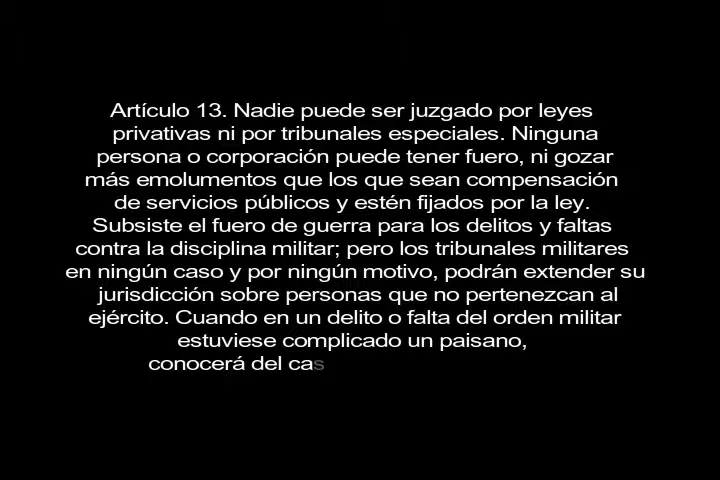 Artículo 13. Nadie puede ser juzgado por leyes
privativas ni por tribunales especiales. Ninguna
persona o corporación puede tener fuero, ni gozar
más emolumentos que los que sean compensación
de servicios públicos y estén fijados por la ley.
Subsiste el fuero de guerra para los delitos y faltas
contra la disciplina militar; pero los tribunales militares
en ningún caso y por ningún motivo, podrán extender su
jurisdicción sobre personas que no pertenezcan al
ejército. Cuando en un delito o falta del orden militar
estuviese complicado un paisano,
conocerá del cas